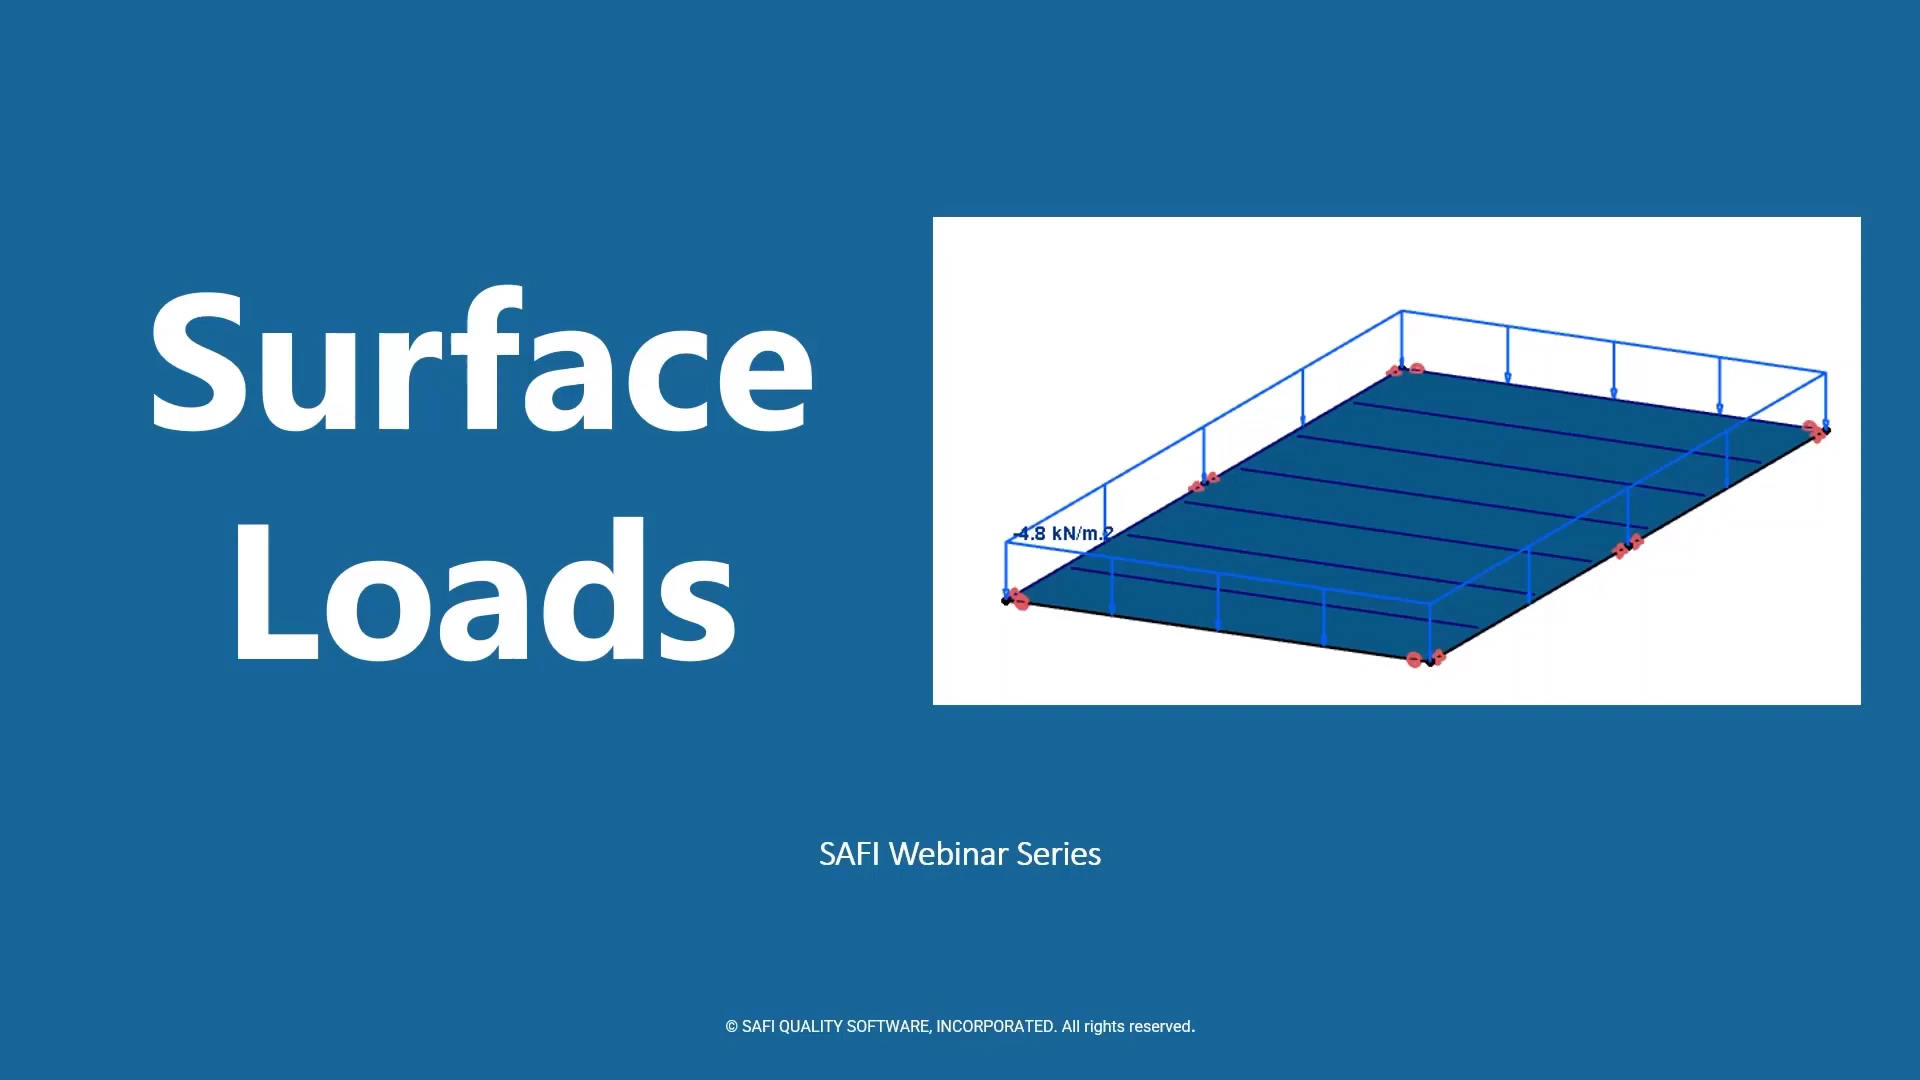 Surface
Loads
-4.8 kN/m.2
SAFI Webinar Series
© SAFI QUALITY SOFTWARE, INCORPORATED. All rights reserved.